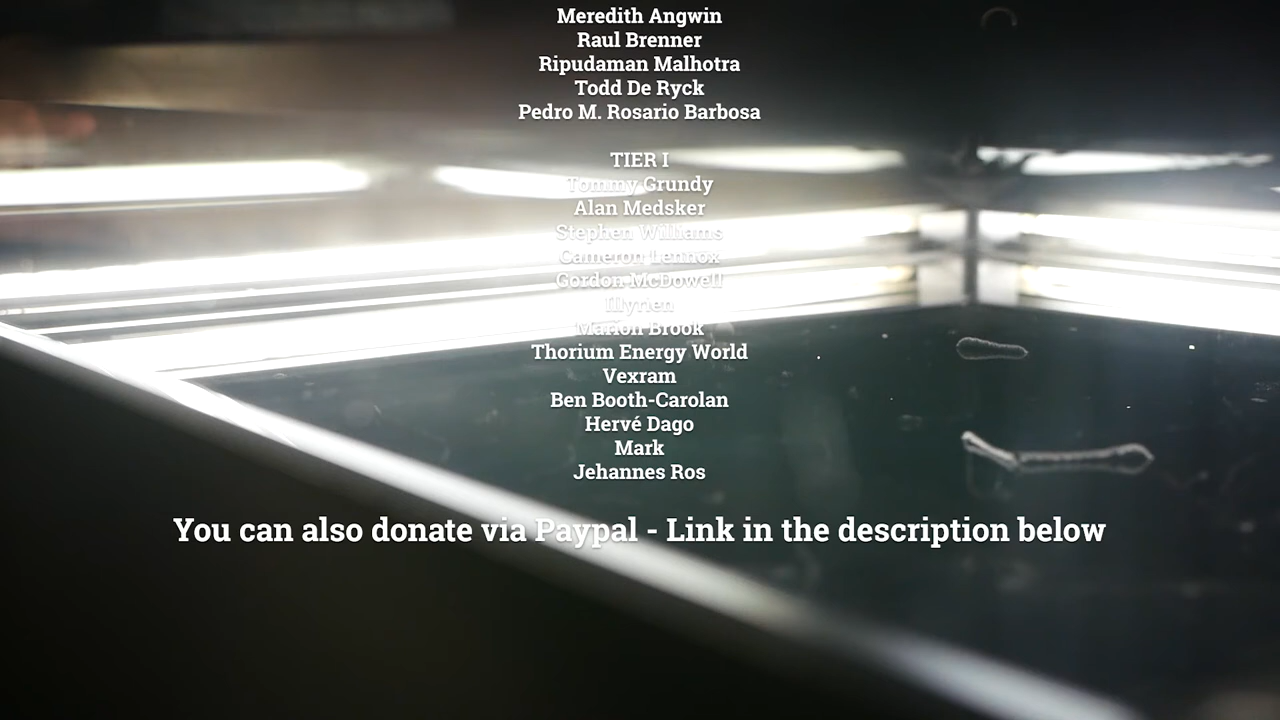 Meredith Angwin
Raul Brenner
Ripudaman Malhotra
Todd De Ryck
Pedro M. Rosario Barbosa
TIER I
Tommy Grundy
Alan Medsker
Stephen Williams
Cameron Lennox
Gordon McDowell
Illyrien
Marion Brook
Thorium Energy World
Vexram
Ben Booth-Carolan
Hervé Dago
Mark
Jehannes Ros
You can also donate via Paypal - Link in the description below